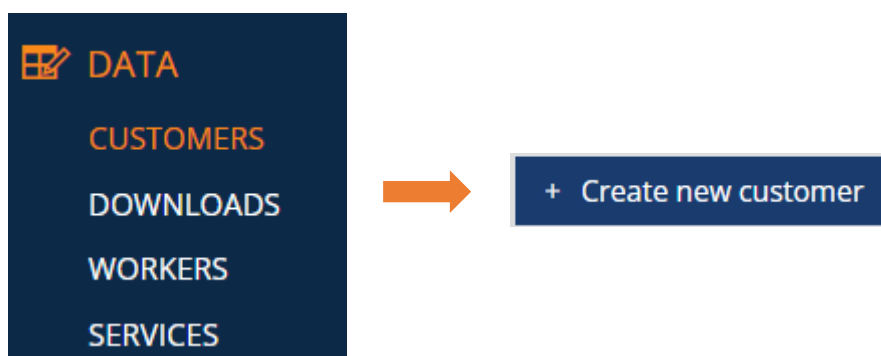 DATA
CUSTOMERS
DOWNLOADS
WORKERS
SERVICES
+ Create new customer